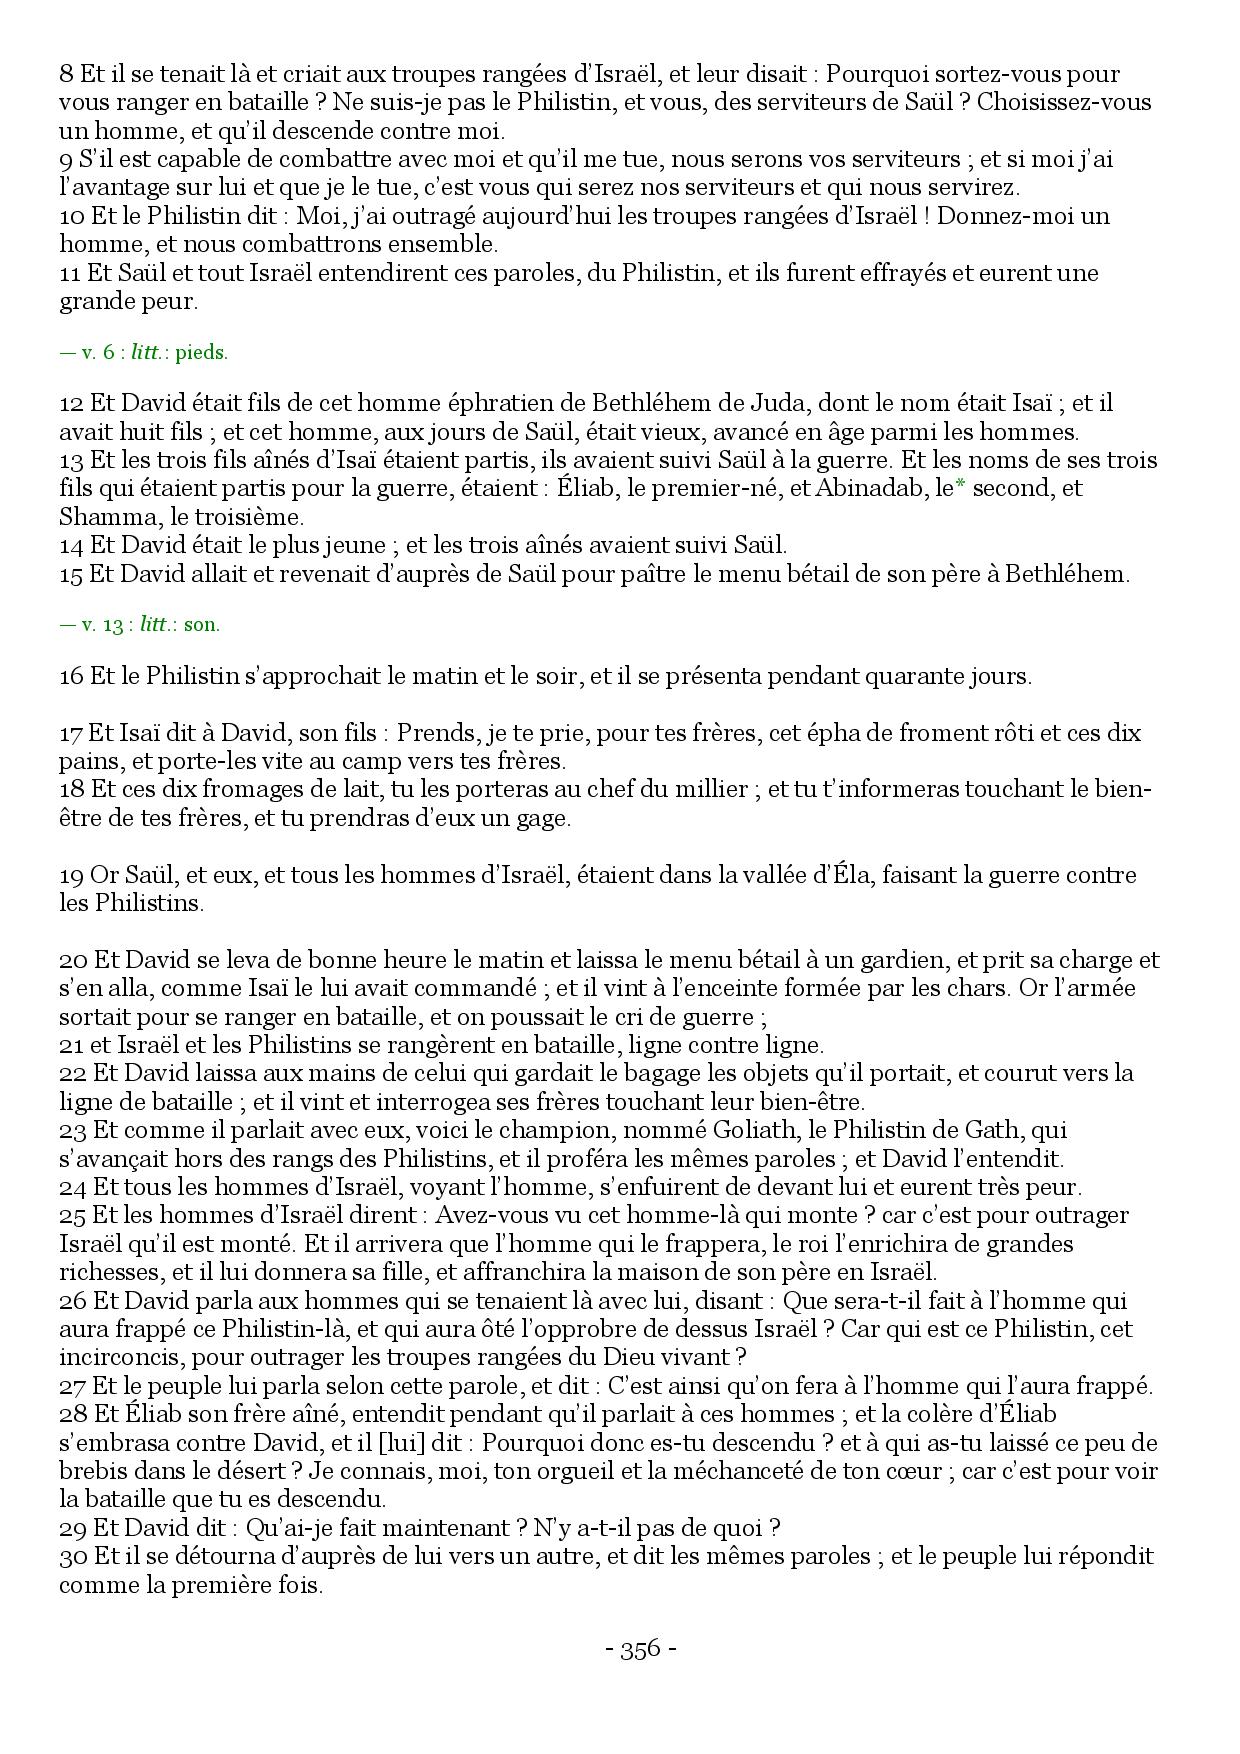 8 Et il se tenait là et criait aux troupes rangées d’Israël, et leur disait : Pourquoi sortez-vous pour
vous ranger en bataille ? Ne suis-je pas le Philistin, et vous, des serviteurs de Saül ? Choisissez-vous
un homme, et qu’il descende contre moi.
9 S’il est capable de combattre avec moi et qu’il me tue, nous serons vos serviteurs ; et si moi j’ai
l’avantage sur lui et que je le tue, c’est vous qui serez nos serviteurs et qui nous servirez.
10 Et le Philistin dit : Moi, j’ai outragé aujourd’hui les troupes rangées d’Israël ! Donnez-moi un
homme, et nous combattrons ensemble.
11 Et Saül et tout Israël entendirent ces paroles, du Philistin, et ils furent effrayés et eurent une
grande peur.
— v. 6 : litt.: pieds.
12 Et David était fils de cet homme éphratien de Bethléhem de Juda, dont le nom était Isaï ; et il
avait huit fils ; et cet homme, aux jours de Saül, était vieux, avancé en âge parmi les hommes.
13 Et les trois fils aînés d’Isaï étaient partis, ils avaient suivi Saül à la guerre. Et les noms de ses trois
fils qui étaient partis pour la guerre, étaient : Éliab, le premier-né, et Abinadab, le* second, et
Shamma, le troisième.
14 Et David était le plus jeune ; et les trois aînés avaient suivi Saül.
15 Et David allait et revenait d’auprès de Saül pour paître le menu bétail de son père à Bethléhem.
— v. 13 : litt.: son.
16 Et le Philistin s’approchait le matin et le soir, et il se présenta pendant quarante jours.
17 Et Isaï dit à David, son fils : Prends, je te prie, pour tes frères, cet épha de froment rôti et ces dix
pains, et porte-les vite au camp vers tes frères.
18 Et ces dix fromages de lait, tu les porteras au chef du millier ; et tu t’informeras touchant le bien-
être de tes frères, et tu prendras d’eux un gage.
19 Or Saül, et eux, et tous les hommes d’Israël, étaient dans la vallée d’Éla, faisant la guerre contre
les Philistins.
20 Et David se leva de bonne heure le matin et laissa le menu bétail à un gardien, et prit sa charge et
s’en alla, comme Isaï le lui avait commandé ; et il vint à l’enceinte formée par les chars. Or l’armée
sortait pour se ranger en bataille, et on poussait le cri de guerre ;
21 et Israël et les Philistins se rangèrent en bataille, ligne contre ligne.
22 Et David laissa aux mains de celui qui gardait le bagage les objets qu’il portait, et courut vers la
ligne de bataille ; et il vint et interrogea ses frères touchant leur bien-être.
23 Et comme il parlait avec eux, voici le champion, nommé Goliath, le Philistin de Gath, qui
s’avançait hors des rangs des Philistins, et il proféra les mêmes paroles ; et David l’entendit.
24 Et tous les hommes d’Israël, voyant l’homme, s’enfuirent de devant lui et eurent très peur.
25 Et les hommes d’Israël dirent : Avez-vous vu cet homme-là qui monte ? car c’est pour outrager
Israël qu’il est monté. Et il arrivera que l’homme qui le frappera, le roi l’enrichira de grandes
richesses, et il lui donnera sa fille, et affranchira la maison de son père en Israël.
26 Et David parla aux hommes qui se tenaient là avec lui, disant : Que sera-t-il fait à l’homme qui
aura frappé ce Philistin-là, et qui aura ôté l’opprobre de dessus Israël ? Car qui est ce Philistin, cet
incirconcis, pour outrager les troupes rangées du Dieu vivant ?
27 Et le peuple lui parla selon cette parole, et dit : C’est ainsi qu’on fera à l’homme qui l’aura frappé.
28 Et Éliab son frère aîné, entendit pendant qu’il parlait à ces hommes ; et la colère d’Éliab
s’embrasa contre David, et il [lui] dit : Pourquoi donc es-tu descendu ? et à qui as-tu laissé ce peu de
brebis dans le désert ? Je connais, moi, ton orgueil et la méchanceté de ton cœur ; car c’est pour voir
la bataille que tu es descendu.
29 Et David dit : Qu’ai-je fait maintenant ? N’y a-t-il pas de quoi ?
30 Et il se détourna d’auprès de lui vers un autre, et dit les mêmes paroles ; et le peuple lui répondit
comme la première fois.
- 356 -